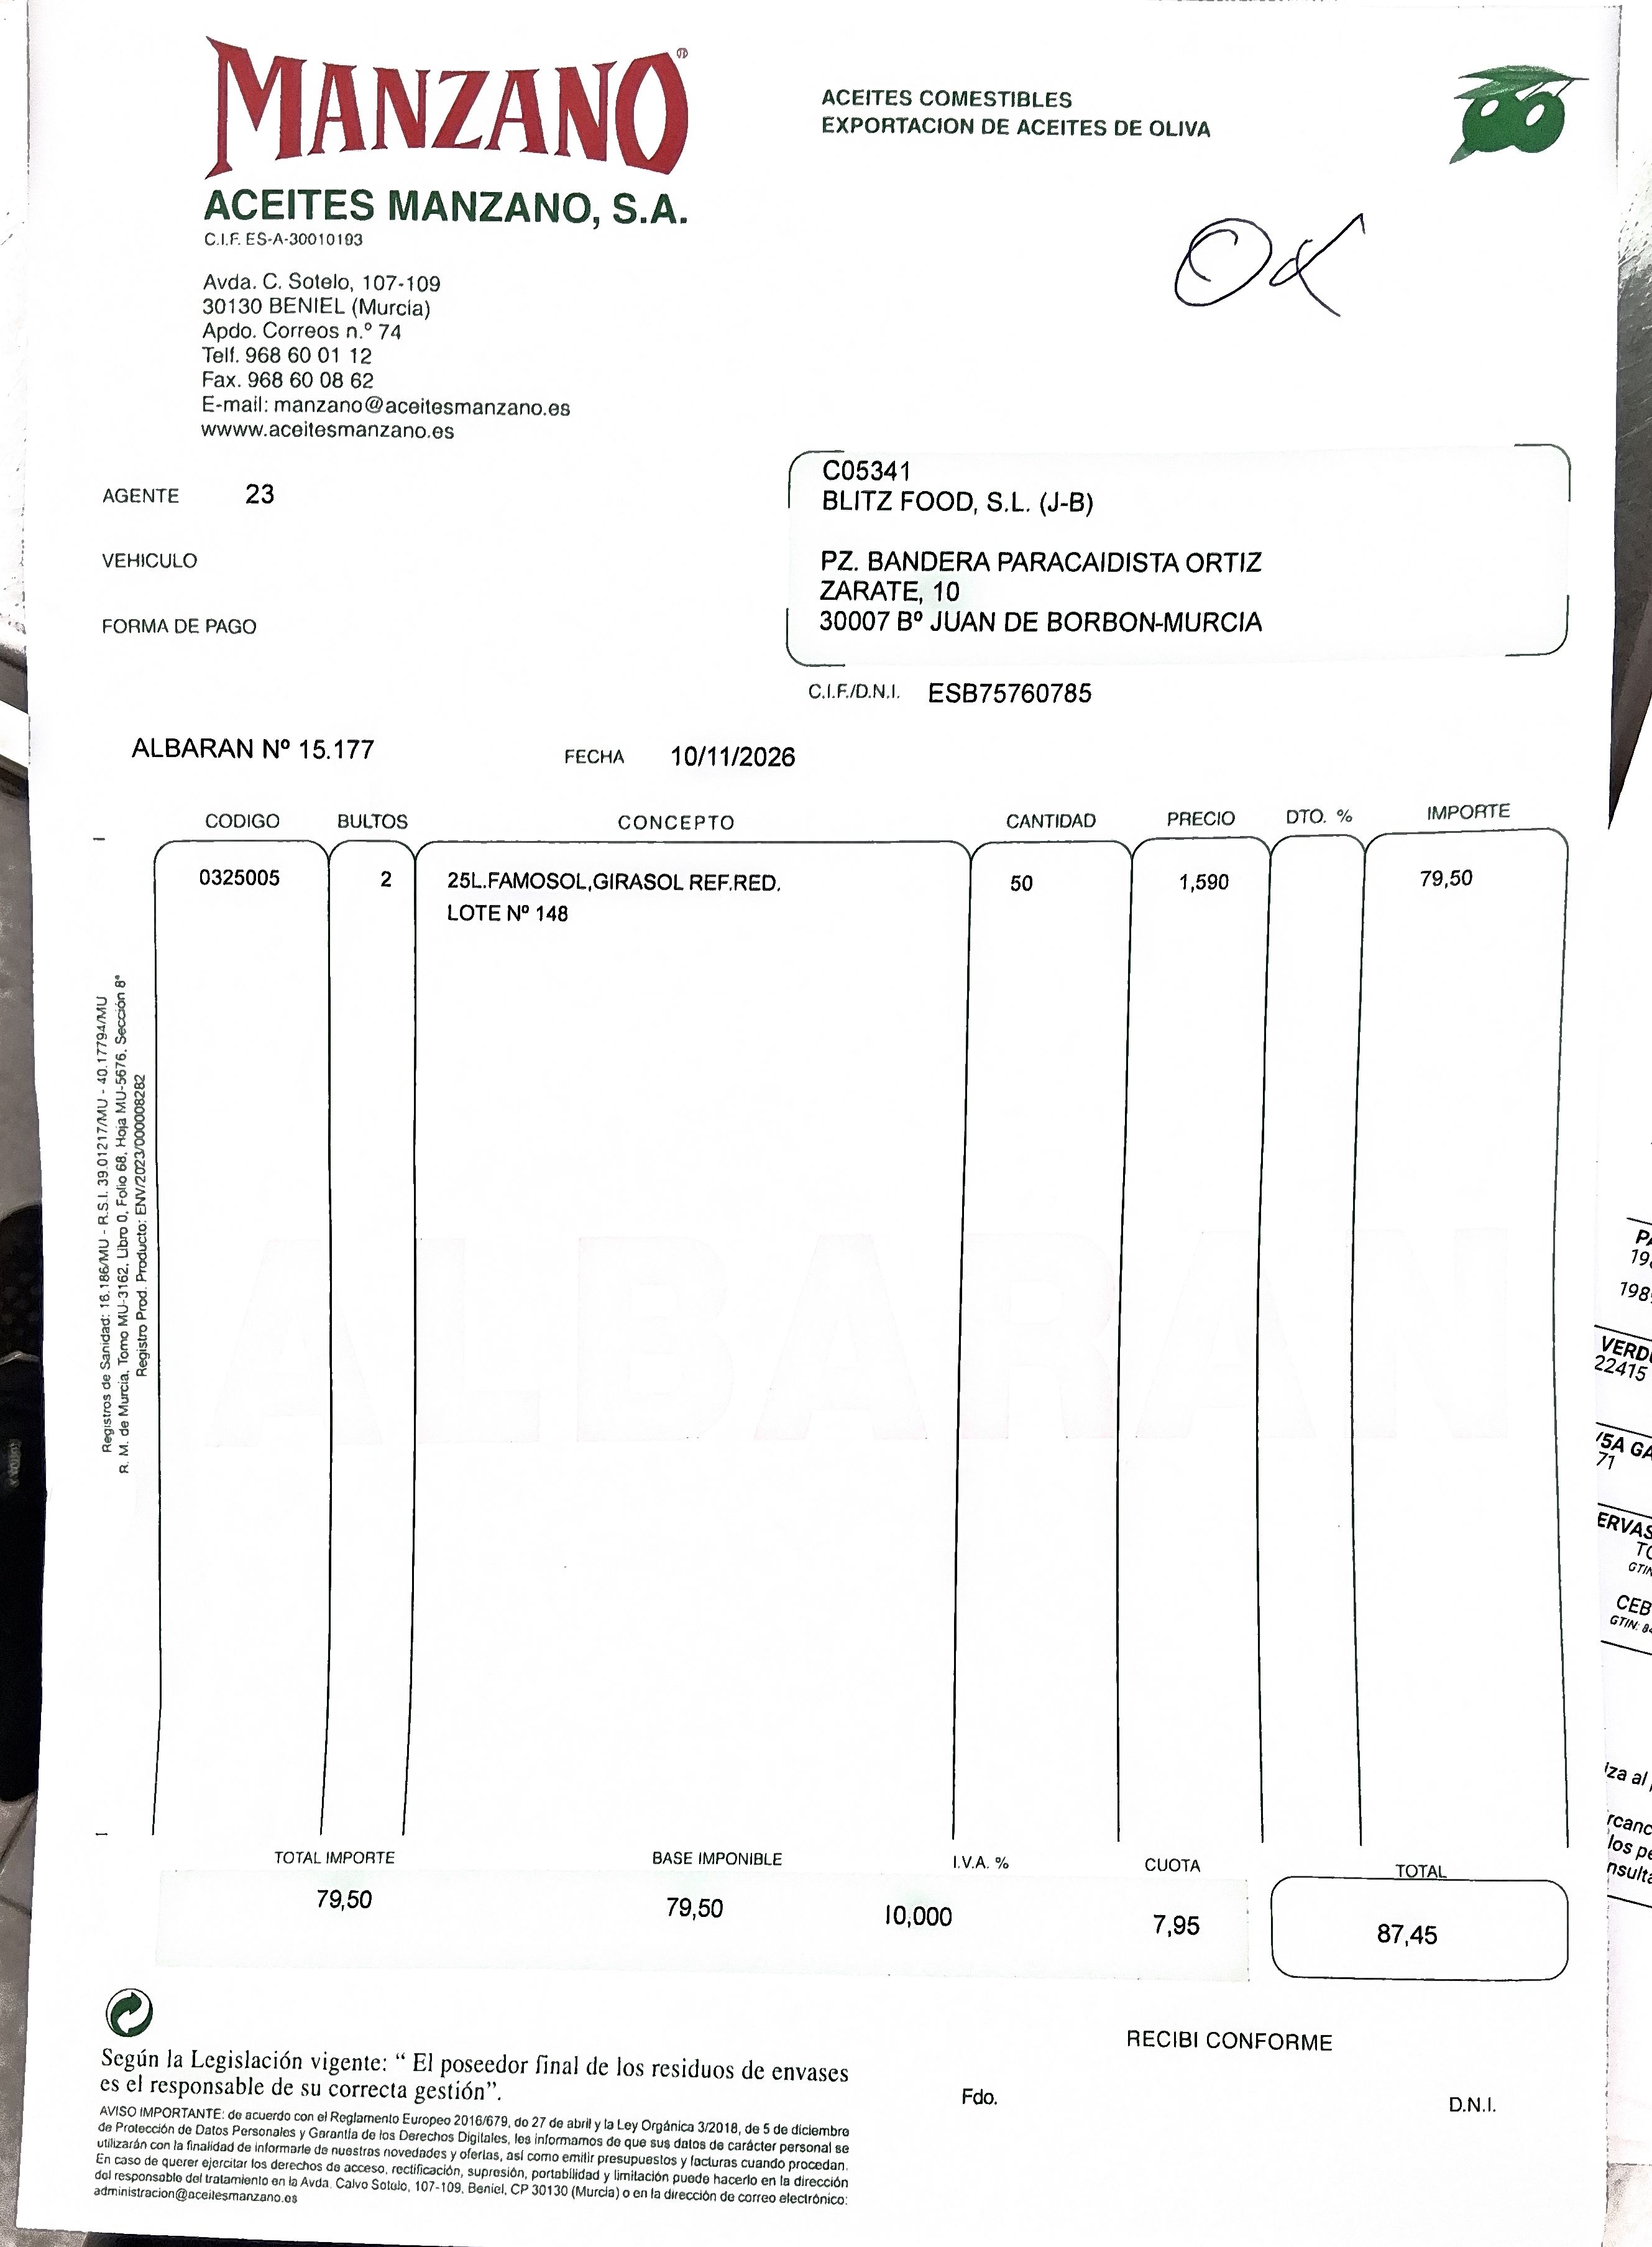 MANZANO®
ACEITES MANZANO, S.A.
C.I.F. ES-A-30010193
Avda. C. Sotelo, 107-109
30130 BENIEL (Murcia)
Apdo. Correos n.º 74
Telf. 968 60 01 12
Fax. 968 60 08 62
E-mail: manzano@aceitesmanzano.es
wwww.aceitesmanzano.es
ACEITES COMESTIBLES
EXPORTACION DE ACEITES DE OLIVA
OK
AGENTE 23
VEHICULO
FORMA DE PAGO
C05341
BLITZ FOOD, S.L. (J-B)
PZ. BANDERA PARACAIDISTA ORTIZ
ZARATE, 10
30007 Bº JUAN DE BORBON-MURCIA
C.I.F./D.N.I. ESB75760785
ALBARAN Nº 15.177 FECHA 10/11/2026
CODIGO BULTOS CONCEPTO CANTIDAD PRECIO DTO. % IMPORTE
0325005 2 25L.FAMOSOL,GIRASOL REF.RED. 50 1,590 79,50
LOTE Nº 148
ALBARAN
Registros de Sanidad: 16.186/MU - R.S.I. 39.01217/MU - 40.17794/MU
R. M. de Murcia, Tomo MU-3162, Libro 0, Folio 68, Hoja MU-5676, Sección 8ª
Registro Prod. Producto: ENV/2023/000008282
TOTAL IMPORTE BASE IMPONIBLE I.V.A. % CUOTA TOTAL
79,50 79,50 10,000 7,95 87,45
Según la Legislación vigente: “ El poseedor final de los residuos de envases
es el responsable de su correcta gestión”.
AVISO IMPORTANTE: de acuerdo con el Reglamento Europeo 2016/679, de 27 de abril y la Ley Orgánica 3/2018, de 5 de diciembre
de Protección de Datos Personales y Garantía de los Derechos Digitales, les informamos de que sus datos de carácter personal se
utilizarán con la finalidad de informarle de nuestras novedades y ofertas, así como emitir presupuestos y facturas cuando procedan.
En caso de querer ejercitar los derechos de acceso, rectificación, supresión, portabilidad y limitación puede hacerlo en la dirección
del responsable del tratamiento en la Avda. Calvo Sotelo, 107-109, Beniel, CP 30130 (Murcia) o en la dirección de correo electrónico:
administracion@aceitesmanzano.es
RECIBI CONFORME
Fdo. D.N.I.
22415
71
CEB
iza al
los pe